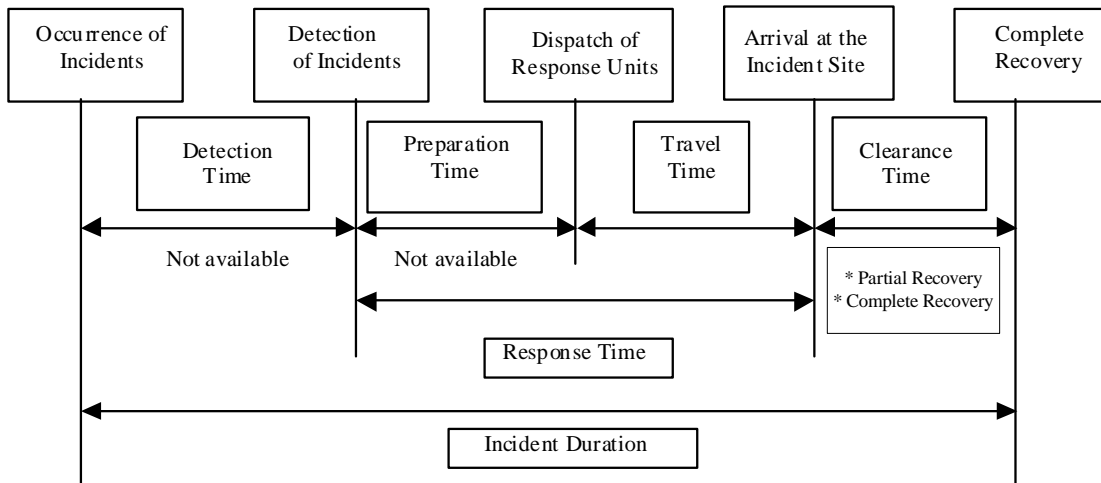 Occurrence of
Incidents
Detection
of Incidents
Dispatch of
Response Units
Arrival at the
Incident Site
Complete
Recovery
Detection
Time
Preparation
Time
Travel
Time
Clearance
Time
Not available
Not available
* Partial Recovery
* Complete Recovery
Response Time
Incident Duration